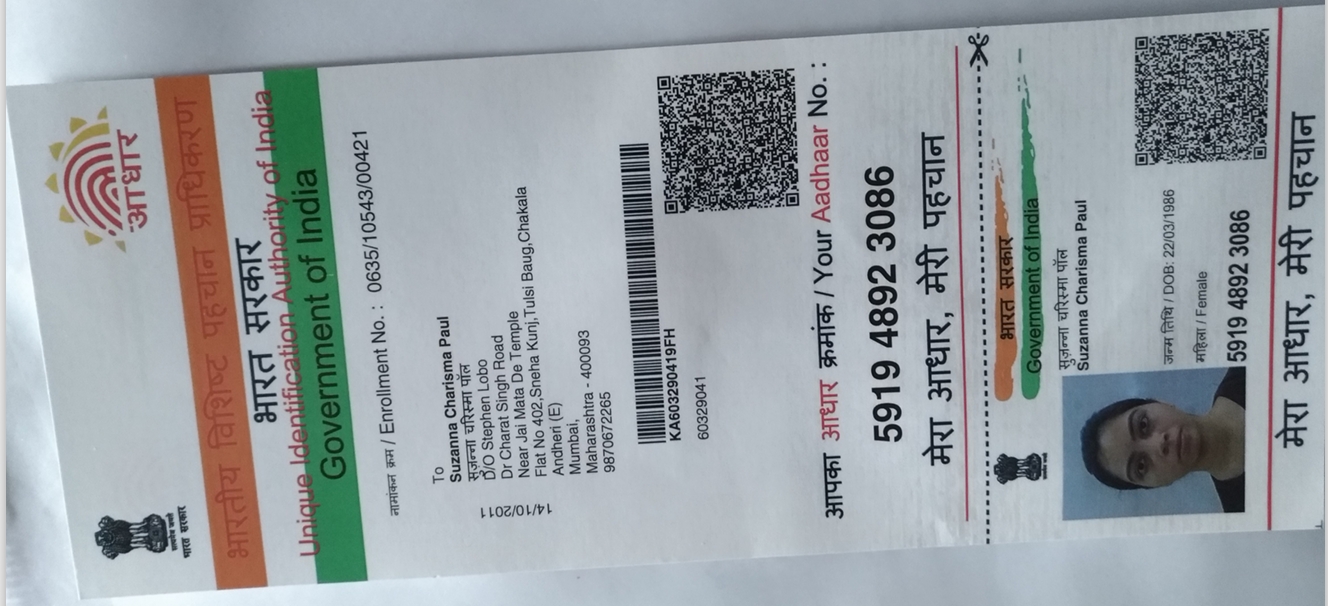 आधार
भारत सरकार
भारतीय विशिष्ट पहचान प्राधिकरण
भारत सरकार
Unique Identification Authority of India
Government of India
नामांकन क्रम / Enrollment No. : 0635/10543/00421
To
Suzanna Charisma Paul
सुज़न्ना चरिस्मा पॉल
D/O Stephen Lobo
Dr Charat Singh Road
Near Jai Mata De Temple
Flat No 402,Sneha Kunj,Tulsi Baug,Chakala
Andheri (E)
Mumbai,
Maharashtra - 400093
9870672265
14/10/2011
KA603290419FH
60329041
आपका आधार क्रमांक / Your Aadhaar No. :
5919 4892 3086
मेरा आधार, मेरी पहचान
भारत सरकार
Government of India
सुज़न्ना चरिस्मा पॉल
Suzanna Charisma Paul
जन्म तिथि / DOB: 22/03/1986
महिला / Female
5919 4892 3086
मेरा आधार, मेरी पहचान